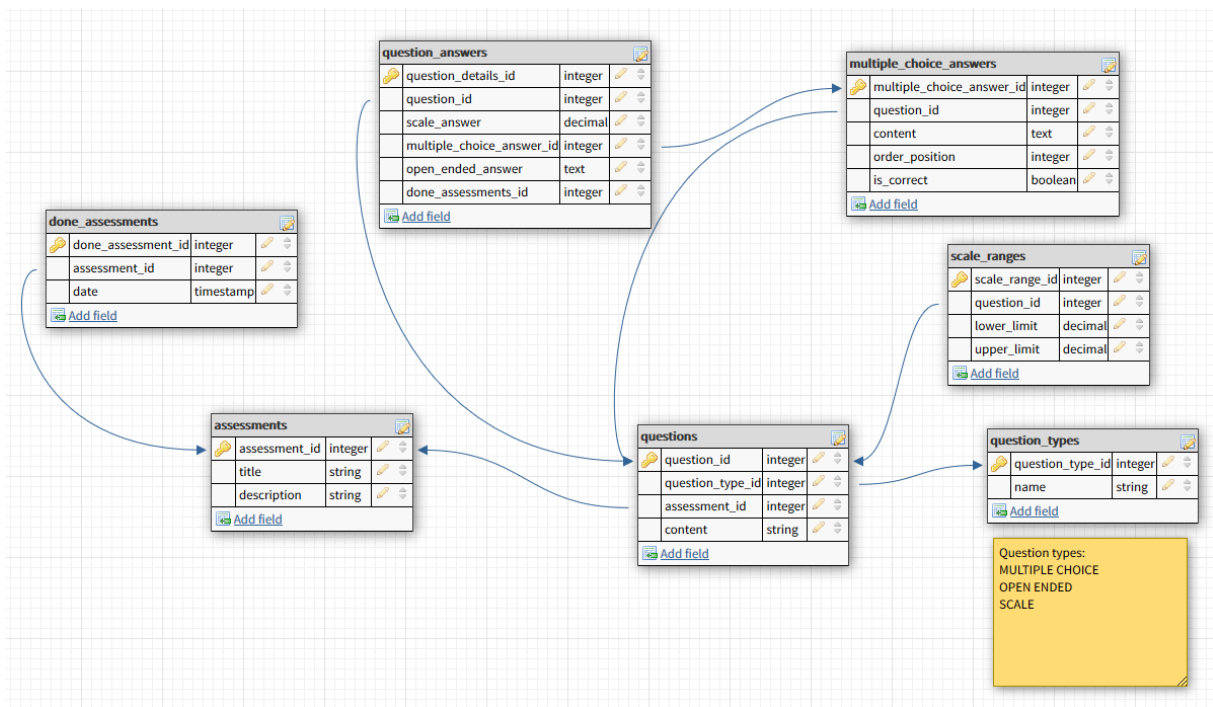 question_answers
question_details_id integer
question_id integer
scale_answer decimal
multiple_choice_answer_id integer
open_ended_answer text
done_assessments_id integer
Add field
multiple_choice_answers
multiple_choice_answer_id integer
question_id integer
content text
order_position integer
is_correct boolean
Add field
done_assessments
done_assessment_id integer
assessment_id integer
date timestamp
Add field
scale_ranges
scale_range_id integer
question_id integer
lower_limit decimal
upper_limit decimal
Add field
assessments
assessment_id integer
title string
description string
Add field
questions
question_id integer
question_type_id integer
assessment_id integer
content string
Add field
question_types
question_type_id integer
name string
Add field
Question types:
MULTIPLE CHOICE
OPEN ENDED
SCALE